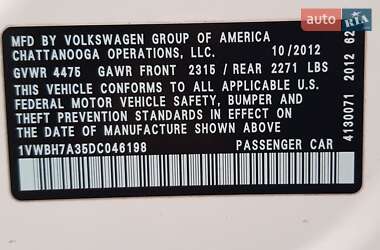 auto RIA
MFD BY VOLKSWAGEN GROUP OF AMERICA
CHATTANOOGA OPERATIONS, LLC. 10/2012
GVWR 4475 GAWR FRONT 2315 / REAR 2271 LBS
THIS VEHICLE CONFORMS TO ALL APPLICABLE U.S.
FEDERAL MOTOR VEHICLE SAFETY, BUMPER AND
THEFT PREVENTION STANDARDS IN EFFECT ON
THE DATE OF MANUFACTURE SHOWN ABOVE
1VWBH7A35DC046198 PASSENGER CAR
4130071 2012 62